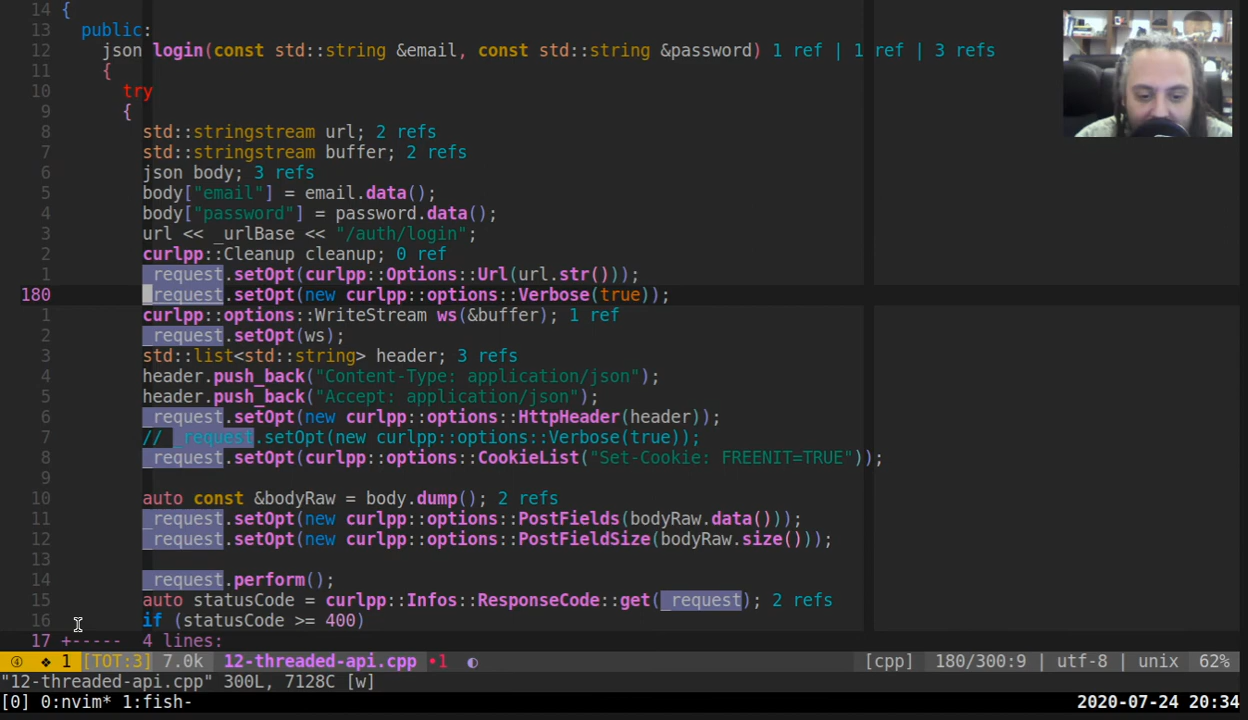 14 {
13 public:
12 json login(const std::string &email, const std::string &password) 1 ref | 1 ref | 3 refs
11 {
10 try
9 {
8 std::stringstream url; 2 refs
7 std::stringstream buffer; 2 refs
6 json body; 3 refs
5 body["email"] = email.data();
4 body["password"] = password.data();
3 url << _urlBase << "/auth/login";
2 curlpp::Cleanup cleanup; 0 ref
1 _request.setOpt(curlpp::Options::Url(url.str()));
180 _request.setOpt(new curlpp::options::Verbose(true));
1 curlpp::options::WriteStream ws(&buffer); 1 ref
2 _request.setOpt(ws);
3 std::list<std::string> header; 3 refs
4 header.push_back("Content-Type: application/json");
5 header.push_back("Accept: application/json");
6 _request.setOpt(new curlpp::options::HttpHeader(header));
7 // _request.setOpt(new curlpp::options::Verbose(true));
8 _request.setOpt(curlpp::options::CookieList("Set-Cookie: FREENIT=TRUE"));
9
10 auto const &bodyRaw = body.dump(); 2 refs
11 _request.setOpt(new curlpp::options::PostFields(bodyRaw.data()));
12 _request.setOpt(new curlpp::options::PostFieldSize(bodyRaw.size()));
13
14 _request.perform();
15 auto statusCode = curlpp::Infos::ResponseCode::get(_request); 2 refs
16 if (statusCode >= 400)
17 +----- 4 lines:
④ ❖ 1 [TOT:3] 7.0k 12-threaded-api.cpp •1 [cpp] 180/300:9 | utf-8 | unix 62%
"12-threaded-api.cpp" 300L, 7128C [w]
[0] 0:nvim* 1:fish- 2020-07-24 20:34